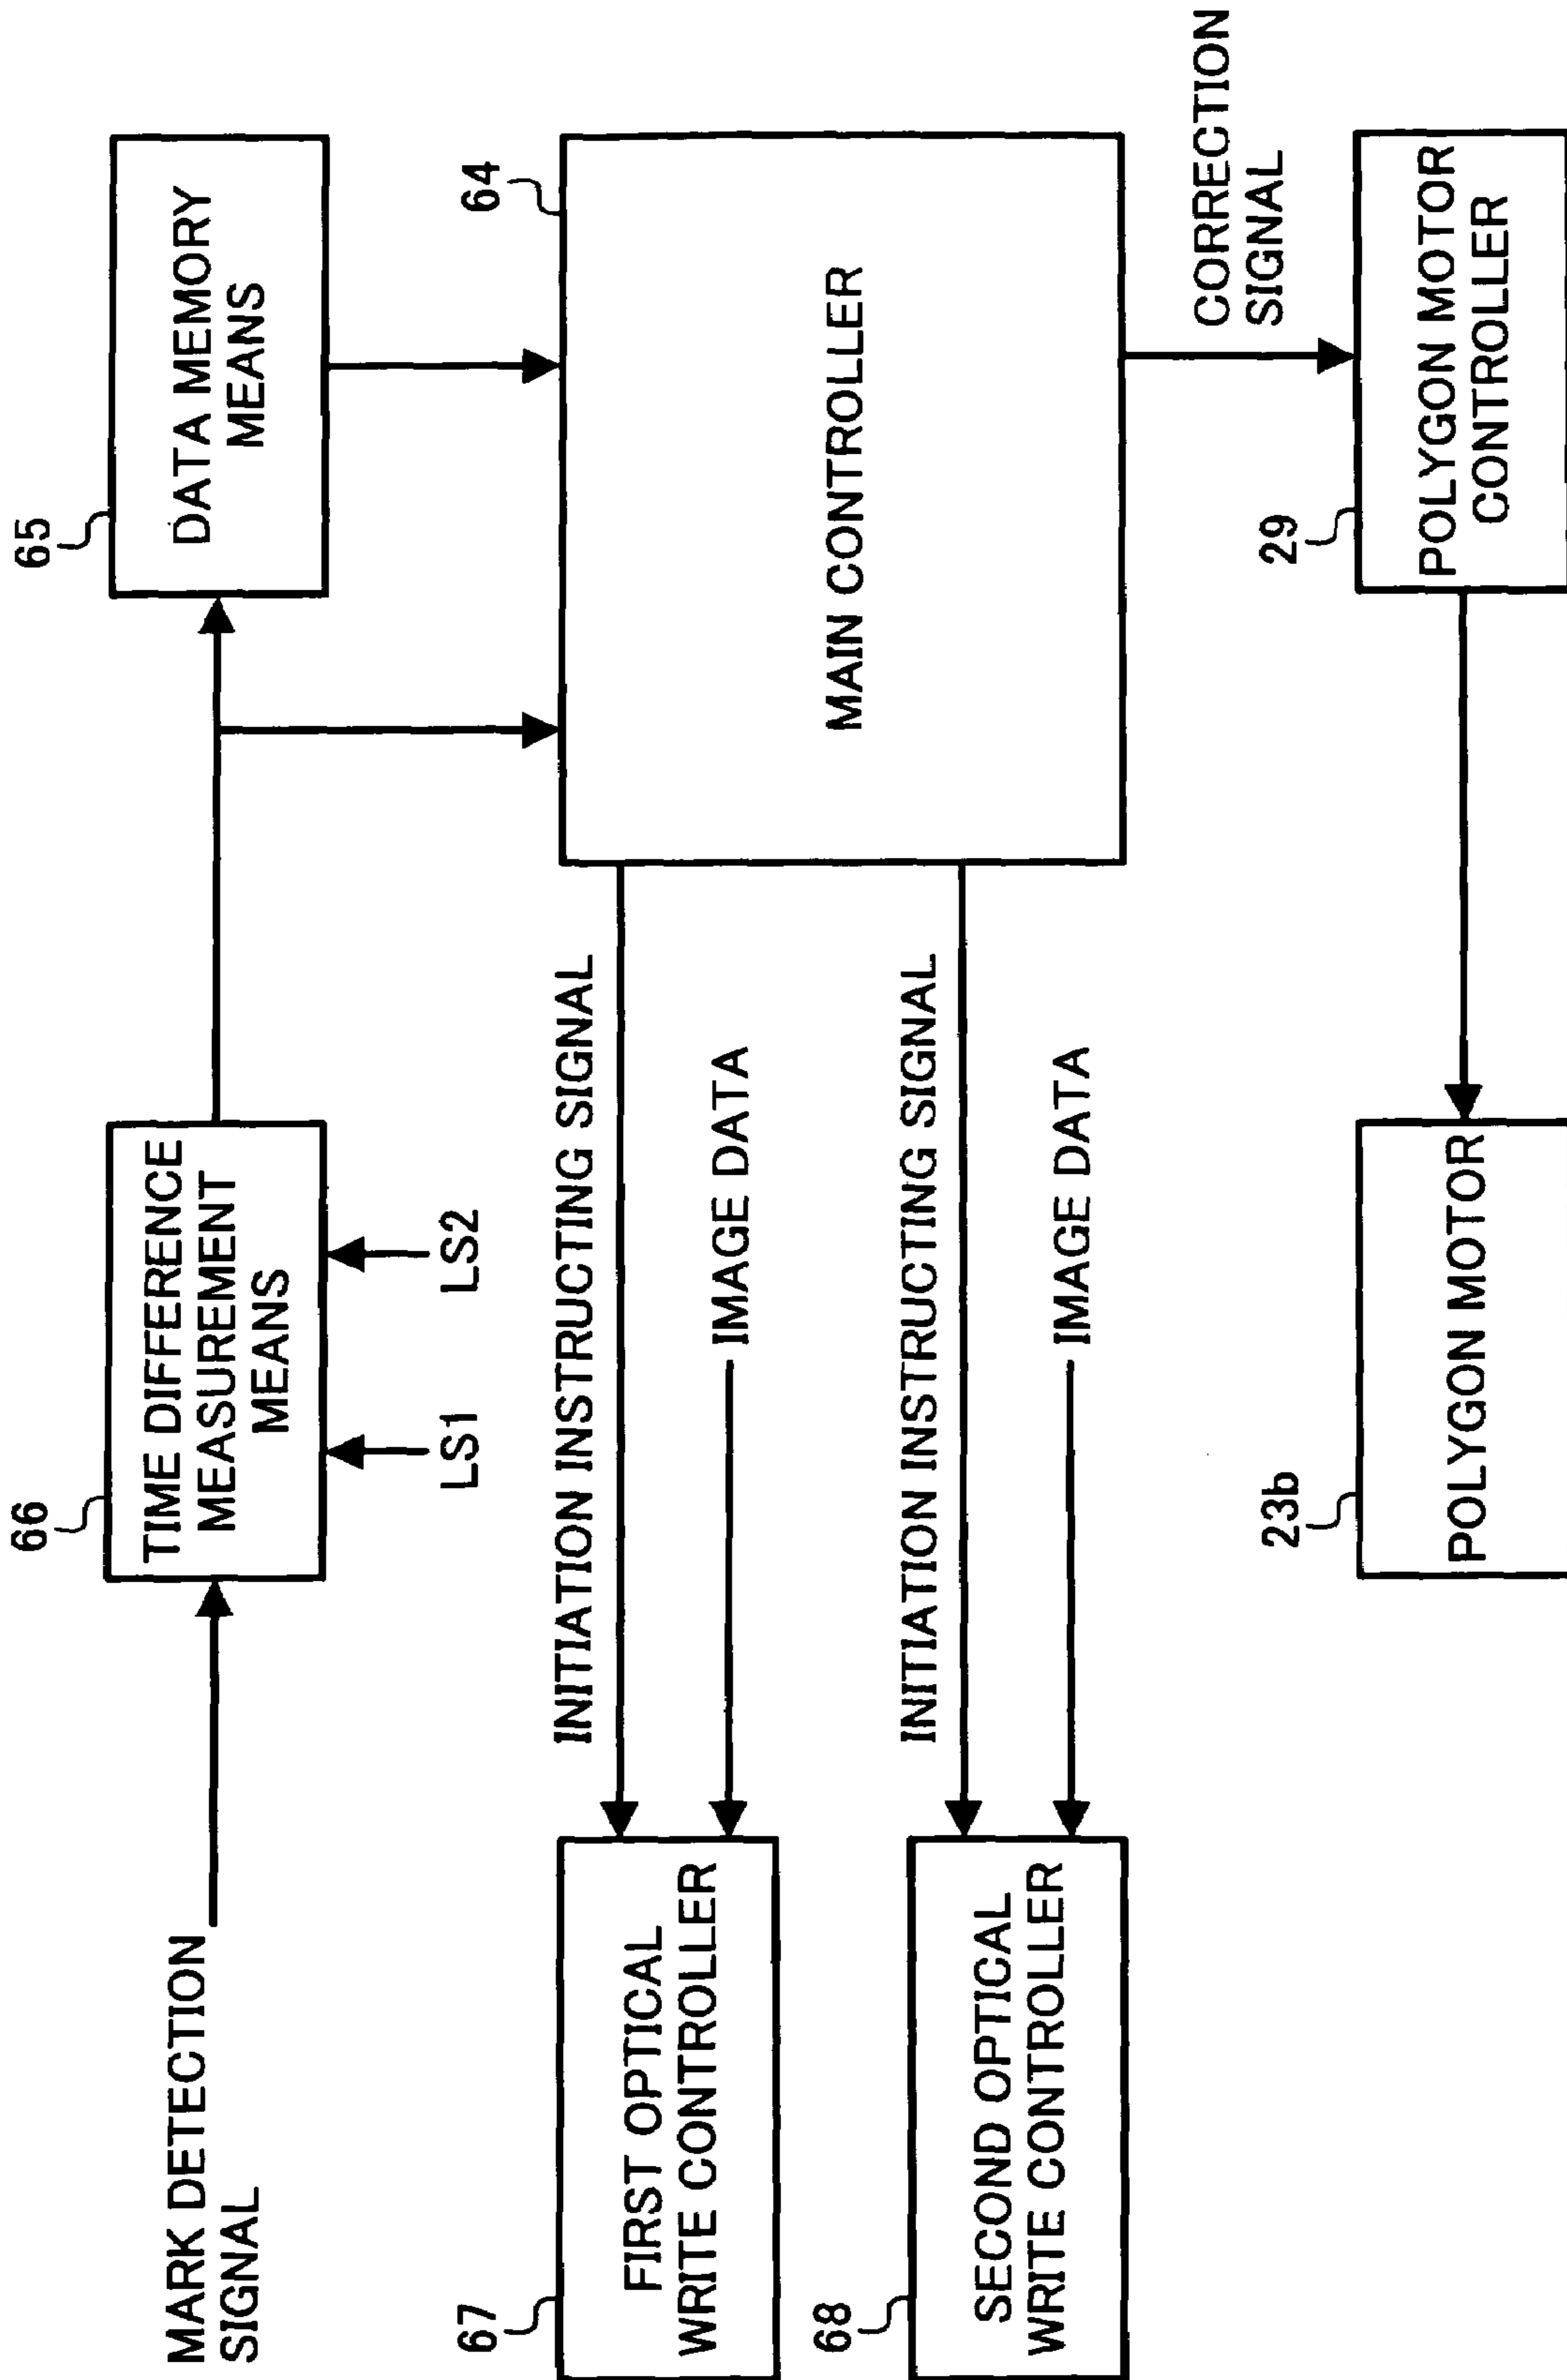 MARK DETECTION
SIGNAL
66
TIME DIFFERENCE
MEASUREMENT
MEANS
LS1
LS2
65
DATA MEMORY
MEANS
67
FIRST OPTICAL
WRITE CONTROLLER
INITIATION INSTRUCTING SIGNAL
IMAGE DATA
64
MAIN CONTROLLER
68
SECOND OPTICAL
WRITE CONTROLLER
INITIATION INSTRUCTING SIGNAL
IMAGE DATA
CORRECTION
SIGNAL
23b
POLYGON MOTOR
29
POLYGON MOTOR
CONTROLLER